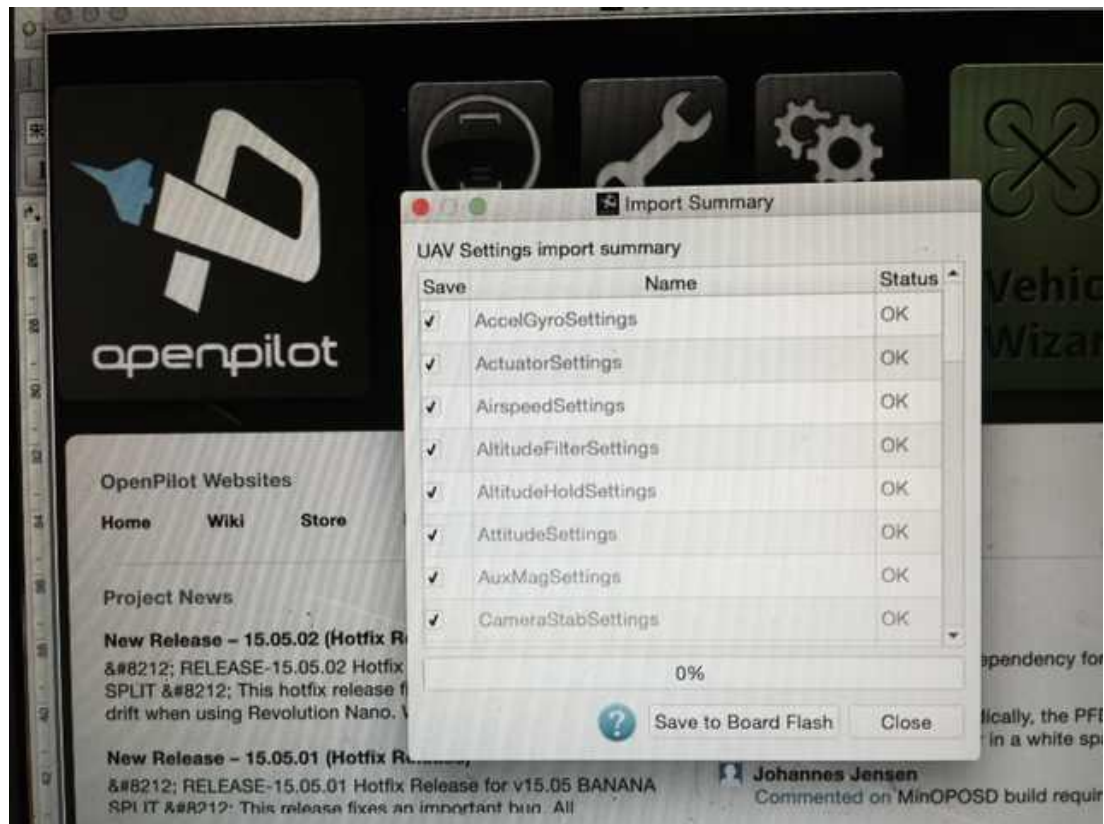 Import Summary
UAV Settings import summary
Save Name Status
AccelGyroSettings OK
ActuatorSettings OK
AirspeedSettings OK
AltitudeFilterSettings OK
AltitudeHoldSettings OK
AttitudeSettings OK
AuxMagSettings OK
CameraStabSettings OK
0%
Save to Board Flash Close
openpilot
Vehic
Wizar
OpenPilot Websites
Home Wiki Store
Project News
New Release – 15.05.02 (Hotfix Re
&#8212; RELEASE-15.05.02 Hotfix
SPLIT &#8212; This hotfix release f
drift when using Revolution Nano.
New Release – 15.05.01 (Hotfix
&#8212; RELEASE-15.05.01 Hotfix Release for v15.05 BANANA
SPLIT &#8212; This release fixes an important bug. All
ependency for
ically, the PFD
in a white spa
Johannes Jensen
Commented on MinOPOSD build requir